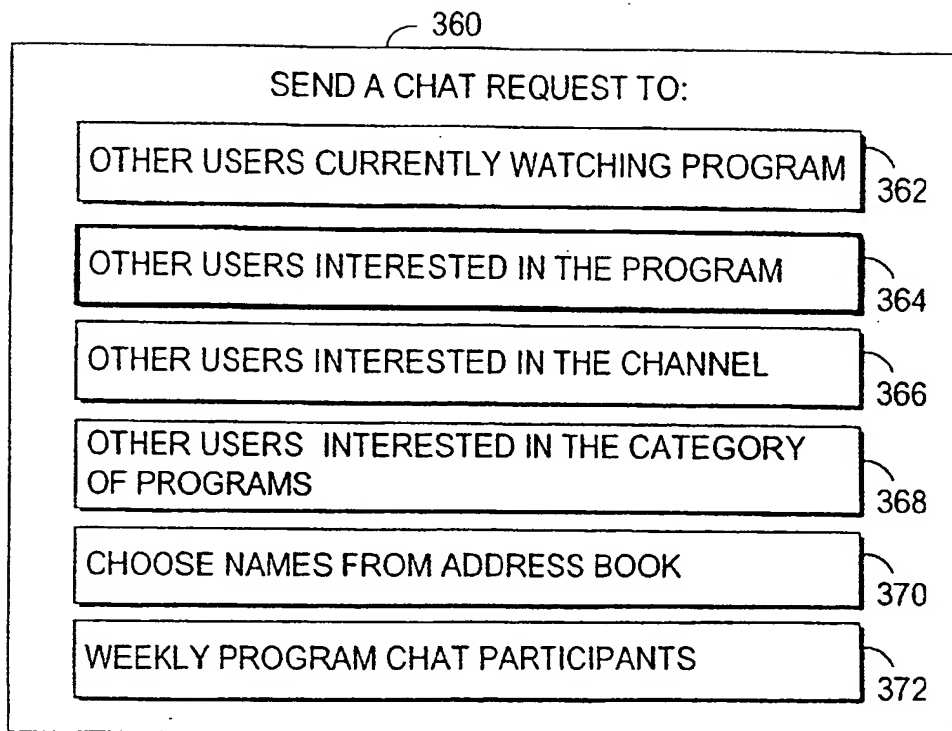 360
SEND A CHAT REQUEST TO:
OTHER USERS CURRENTLY WATCHING PROGRAM
362
OTHER USERS INTERESTED IN THE PROGRAM
364
OTHER USERS INTERESTED IN THE CHANNEL
366
OTHER USERS INTERESTED IN THE CATEGORY
OF PROGRAMS
368
CHOOSE NAMES FROM ADDRESS BOOK
370
WEEKLY PROGRAM CHAT PARTICIPANTS
372